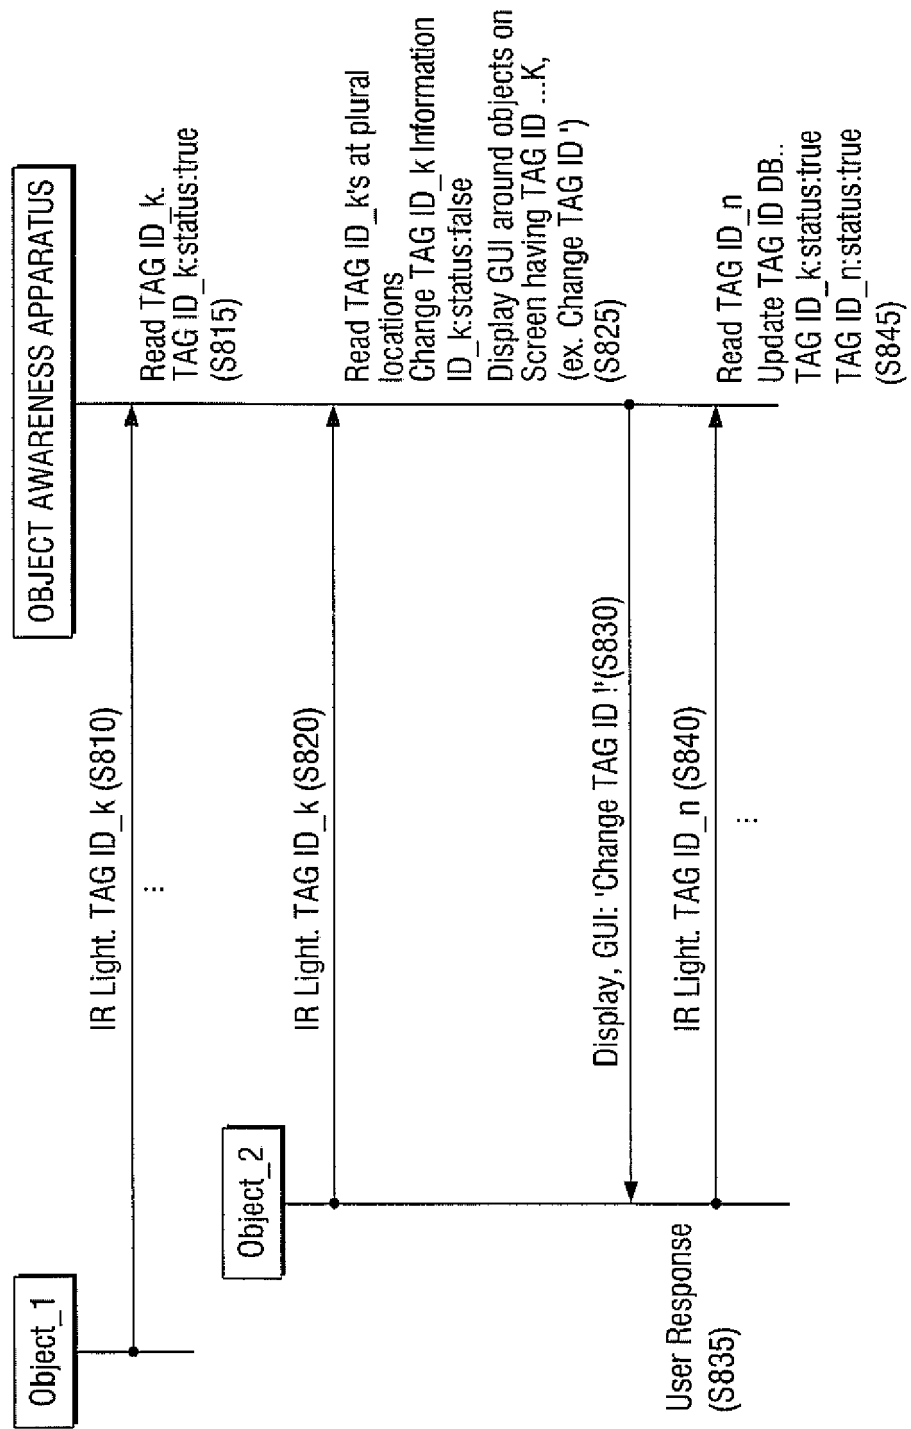 Object_1
OBJECT AWARENESS APPARATUS
IR Light. TAG ID_k (S810)
...
Read TAG ID_k.
TAG ID_k:status:true
(S815)
Object_2
IR Light. TAG ID_k (S820)
Read TAG ID_k's at plural
locations
Change TAG ID_k Information
ID_k:status:false
Display GUI around objects on
Screen having TAG ID ...K,
(ex. Change TAG ID ')
(S825)
Display, GUI: 'Change TAG ID !'(S830)
User Response
(S835)
IR Light. TAG ID_n (S840)
...
Read TAG ID_n
Update TAG ID DB..
TAG ID_k:status:true
TAG ID_n:status:true
(S845)